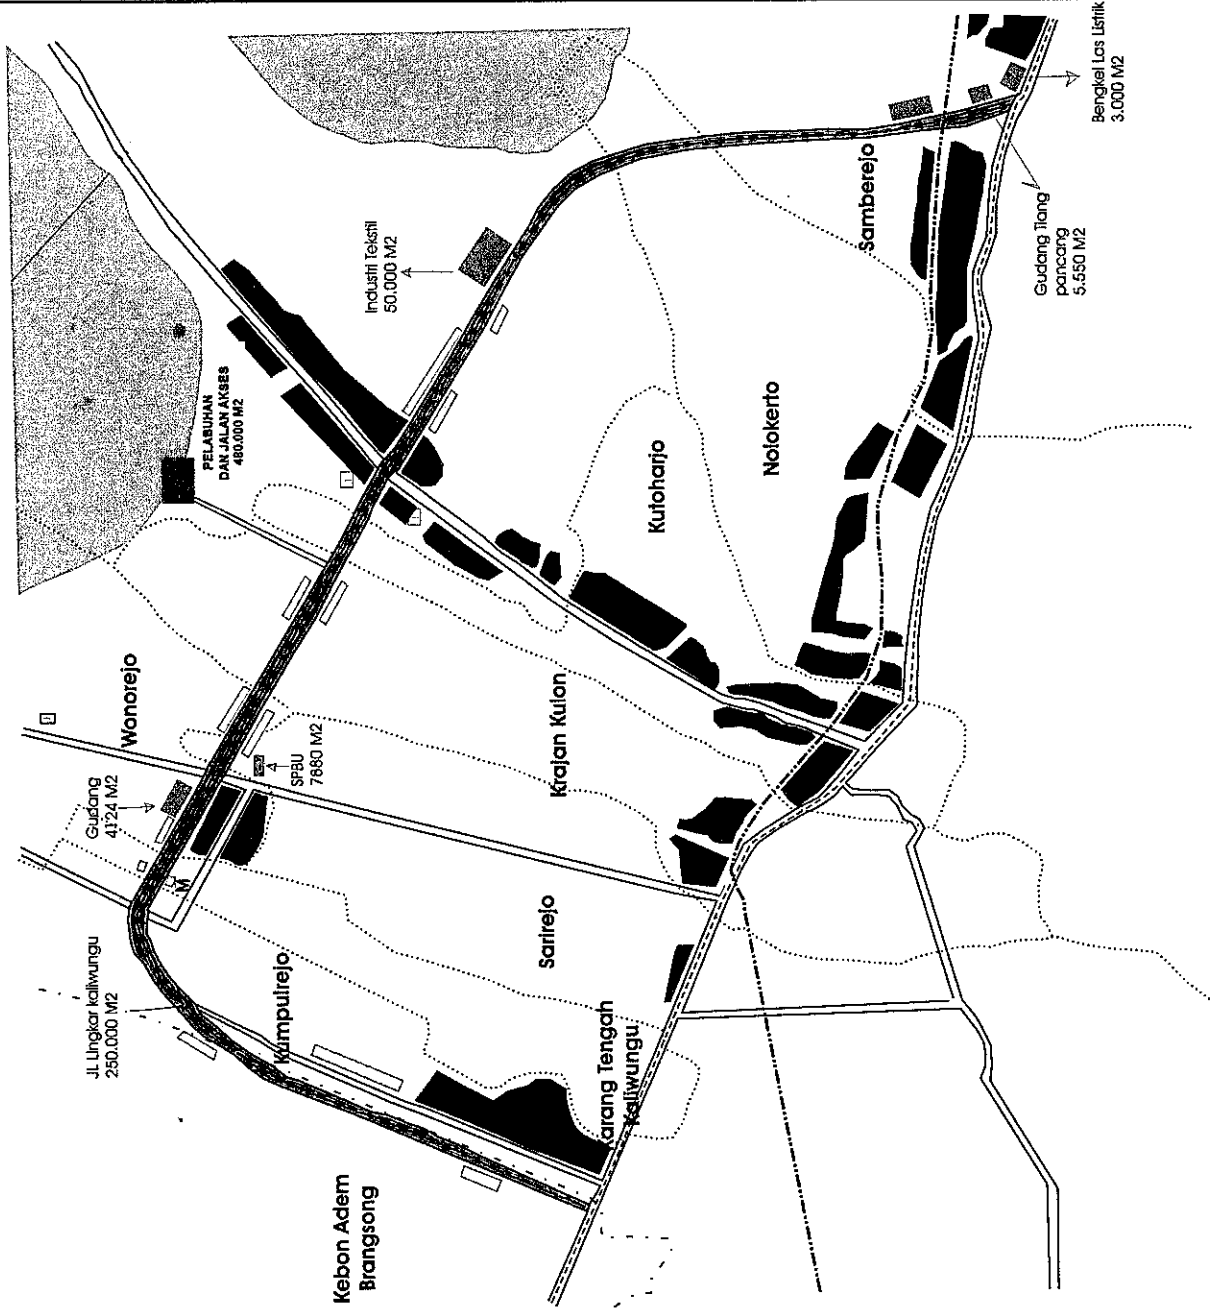 Bengkel Las Listrik
3.000 M2
Gudang Tiang
pancang
5.550 M2
Samberejo
Industri Tekstil
50.000 M2
PELABUHAN
DAN JALAN AKSES
480.000 M2
Notokerto
Kutoharjo
Krajan Kulon
Wonorejo
SPBU
7880 M2
Gudang
4124 M2
M
Sarirejo
JL Lingkar kaliwungu
250.000 M2
Kumpulrejo
Karang Tengah
Kaliwungu
Kebon Adem
Brangsong